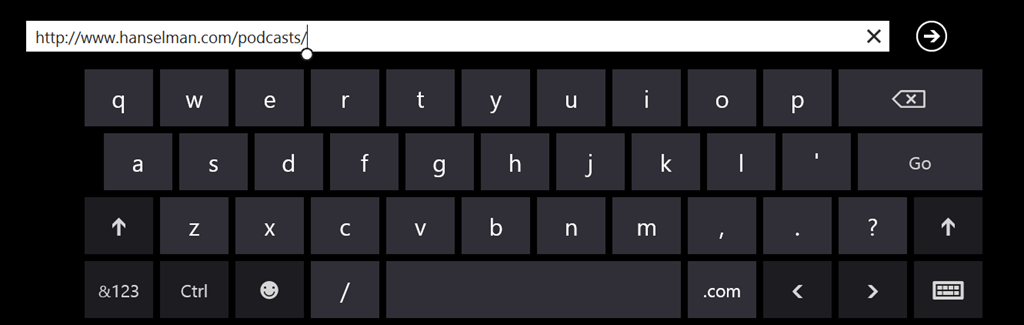 http://www.hanselman.com/podcasts/
q w e r t y u i o p
a s d f g h j k l ' Go
z x c v b n m , . ?
&123 Ctrl / .com < >